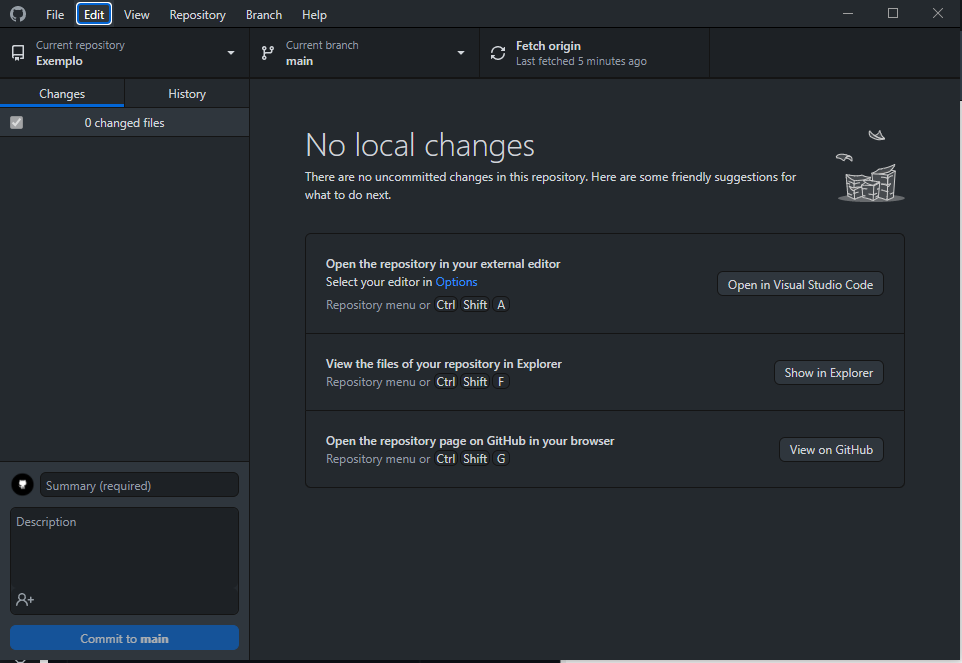 File Edit View Repository Branch Help
Current repository
Exemplo
Current branch
main
Fetch origin
Last fetched 5 minutes ago
Changes
History
0 changed files
No local changes
There are no uncommitted changes in this repository. Here are some friendly suggestions for
what to do next.
Open the repository in your external editor
Select your editor in Options
Repository menu or Ctrl Shift A
Open in Visual Studio Code
View the files of your repository in Explorer
Repository menu or Ctrl Shift F
Show in Explorer
Open the repository page on GitHub in your browser
Repository menu or Ctrl Shift G
View on GitHub
Summary (required)
Description
Commit to main